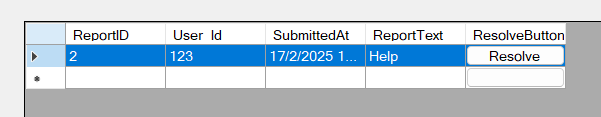 ReportID User_Id SubmittedAt ReportText ResolveButton
2 123 17/2/2025 1... Help Resolve